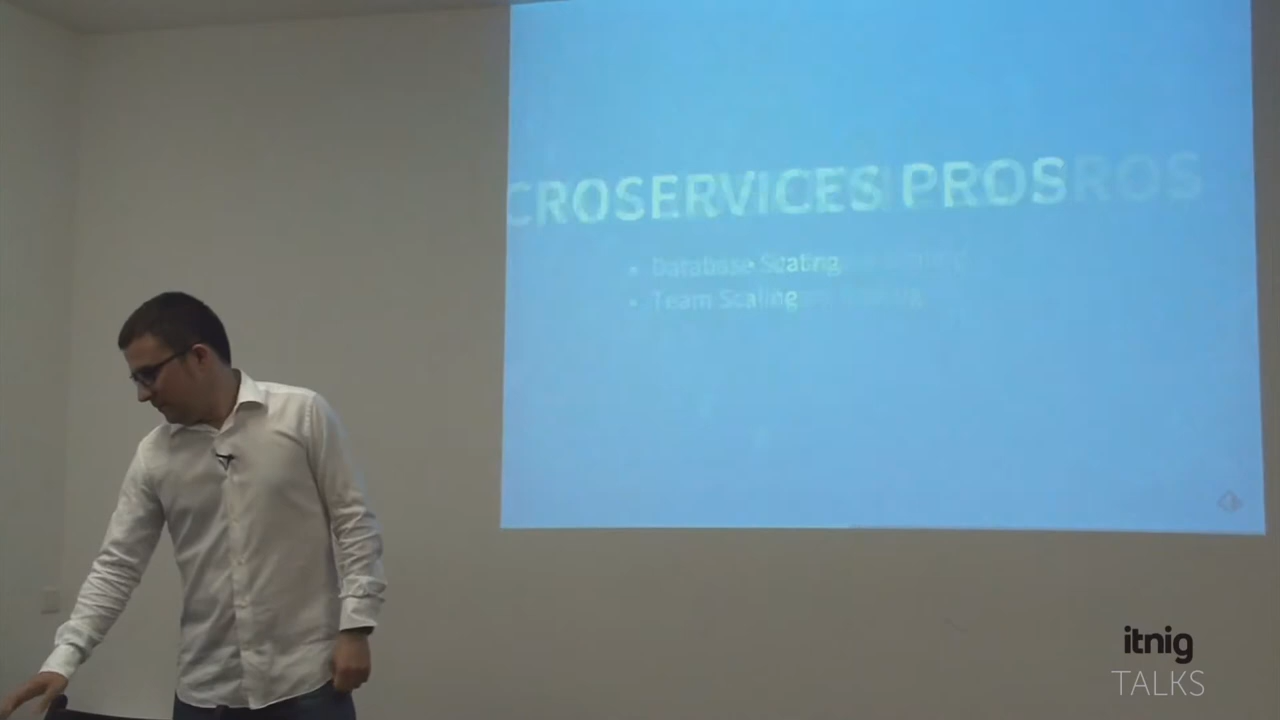 CROSERVICES PROS
Database Scaling
Team Scaling
itnig
TALKS